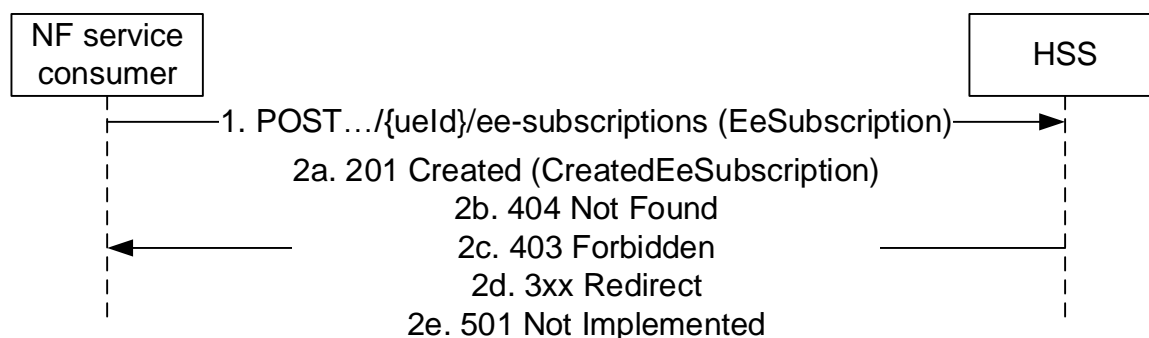 NF service
consumer
HSS
1. POST…/{ueId}/ee-subscriptions (EeSubscription)
2a. 201 Created (CreatedEeSubscription)
2b. 404 Not Found
2c. 403 Forbidden
2d. 3xx Redirect
2e. 501 Not Implemented